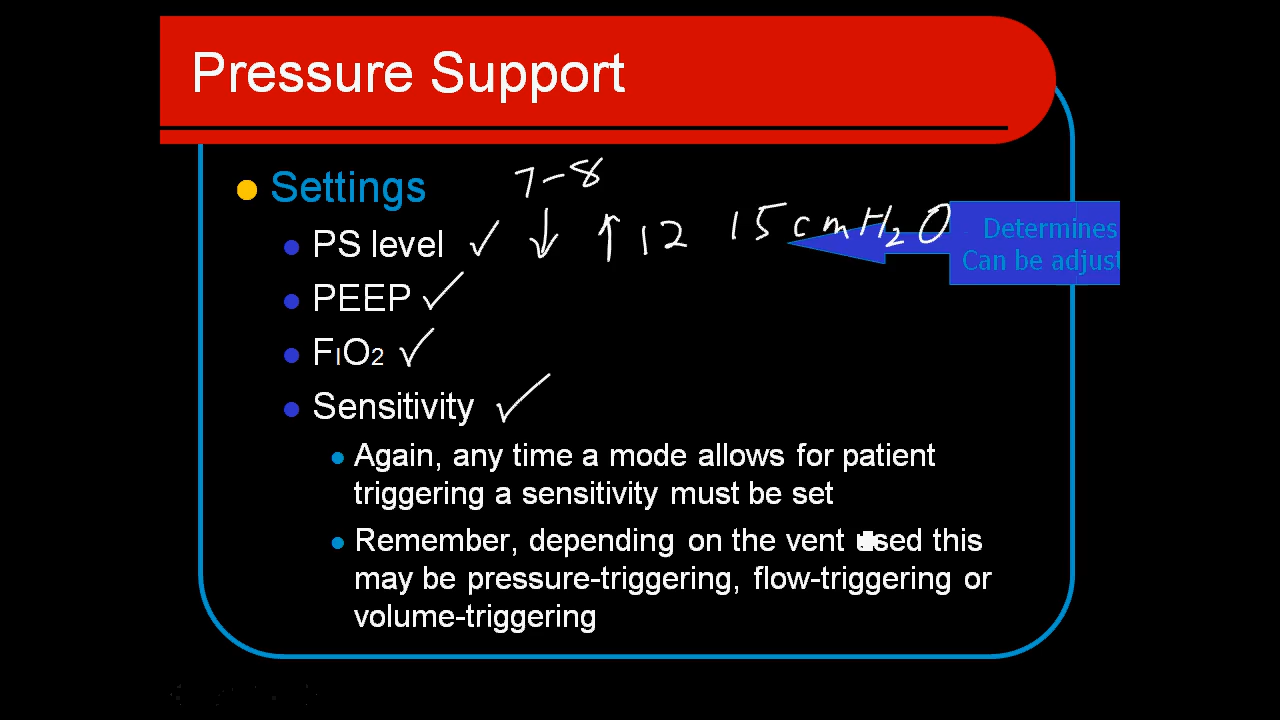 Pressure Support
Settings
7-8
PS level ✓ ↓ ↑ 12 15 cmH₂O
Determines
Can be adjust
PEEP ✓
FIO2 ✓
Sensitivity ✓
Again, any time a mode allows for patient
triggering a sensitivity must be set
Remember, depending on the vent used this
may be pressure-triggering, flow-triggering or
volume-triggering